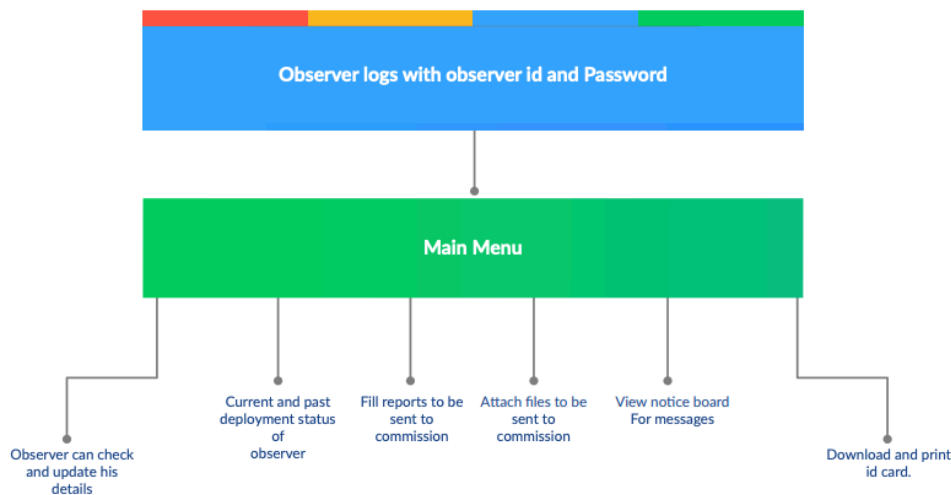 Observer logs with observer id and Password
Main Menu
Observer can check
and update his
details
Current and past
deployment status
of
observer
Fill reports to be
sent to
commission
Attach files to be
sent to
commission
View notice board
For messages
Download and print
id card.